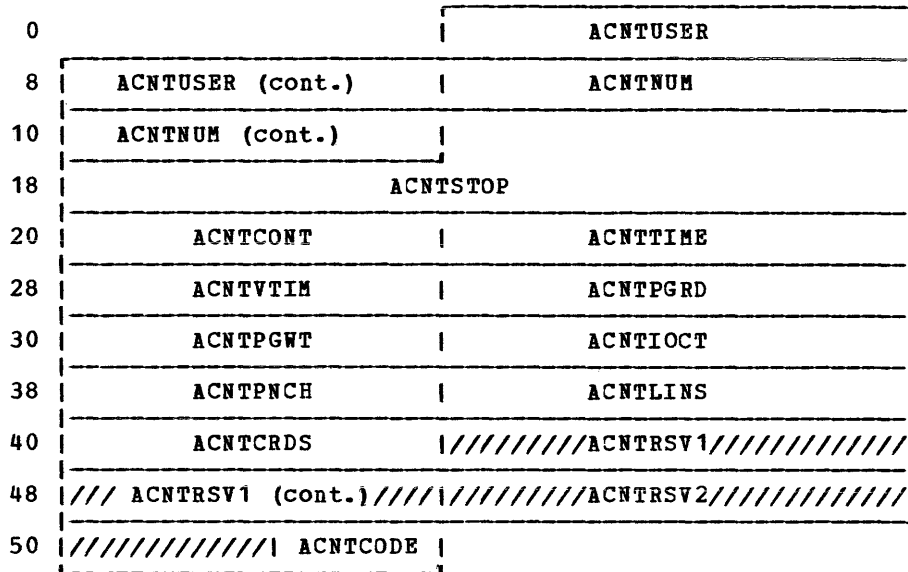 0 | ACNTUSER
8 | ACNTUSER (cont.) | ACNTNUM
10 | ACNTNUM (cont.) |
18 | ACNTSTOP
20 | ACNTCONT | ACNTTIME
28 | ACNTVTIM | ACNTPGRD
30 | ACNTPGWT | ACNTIOCT
38 | ACNTPNCH | ACNTLINS
40 | ACNTCRDS |/////////ACNTRSV1/////////////
48 |/// ACNTRSV1 (cont.)////|/////////ACNTRSV2/////////////
50 |/////////////| ACNTCODE |